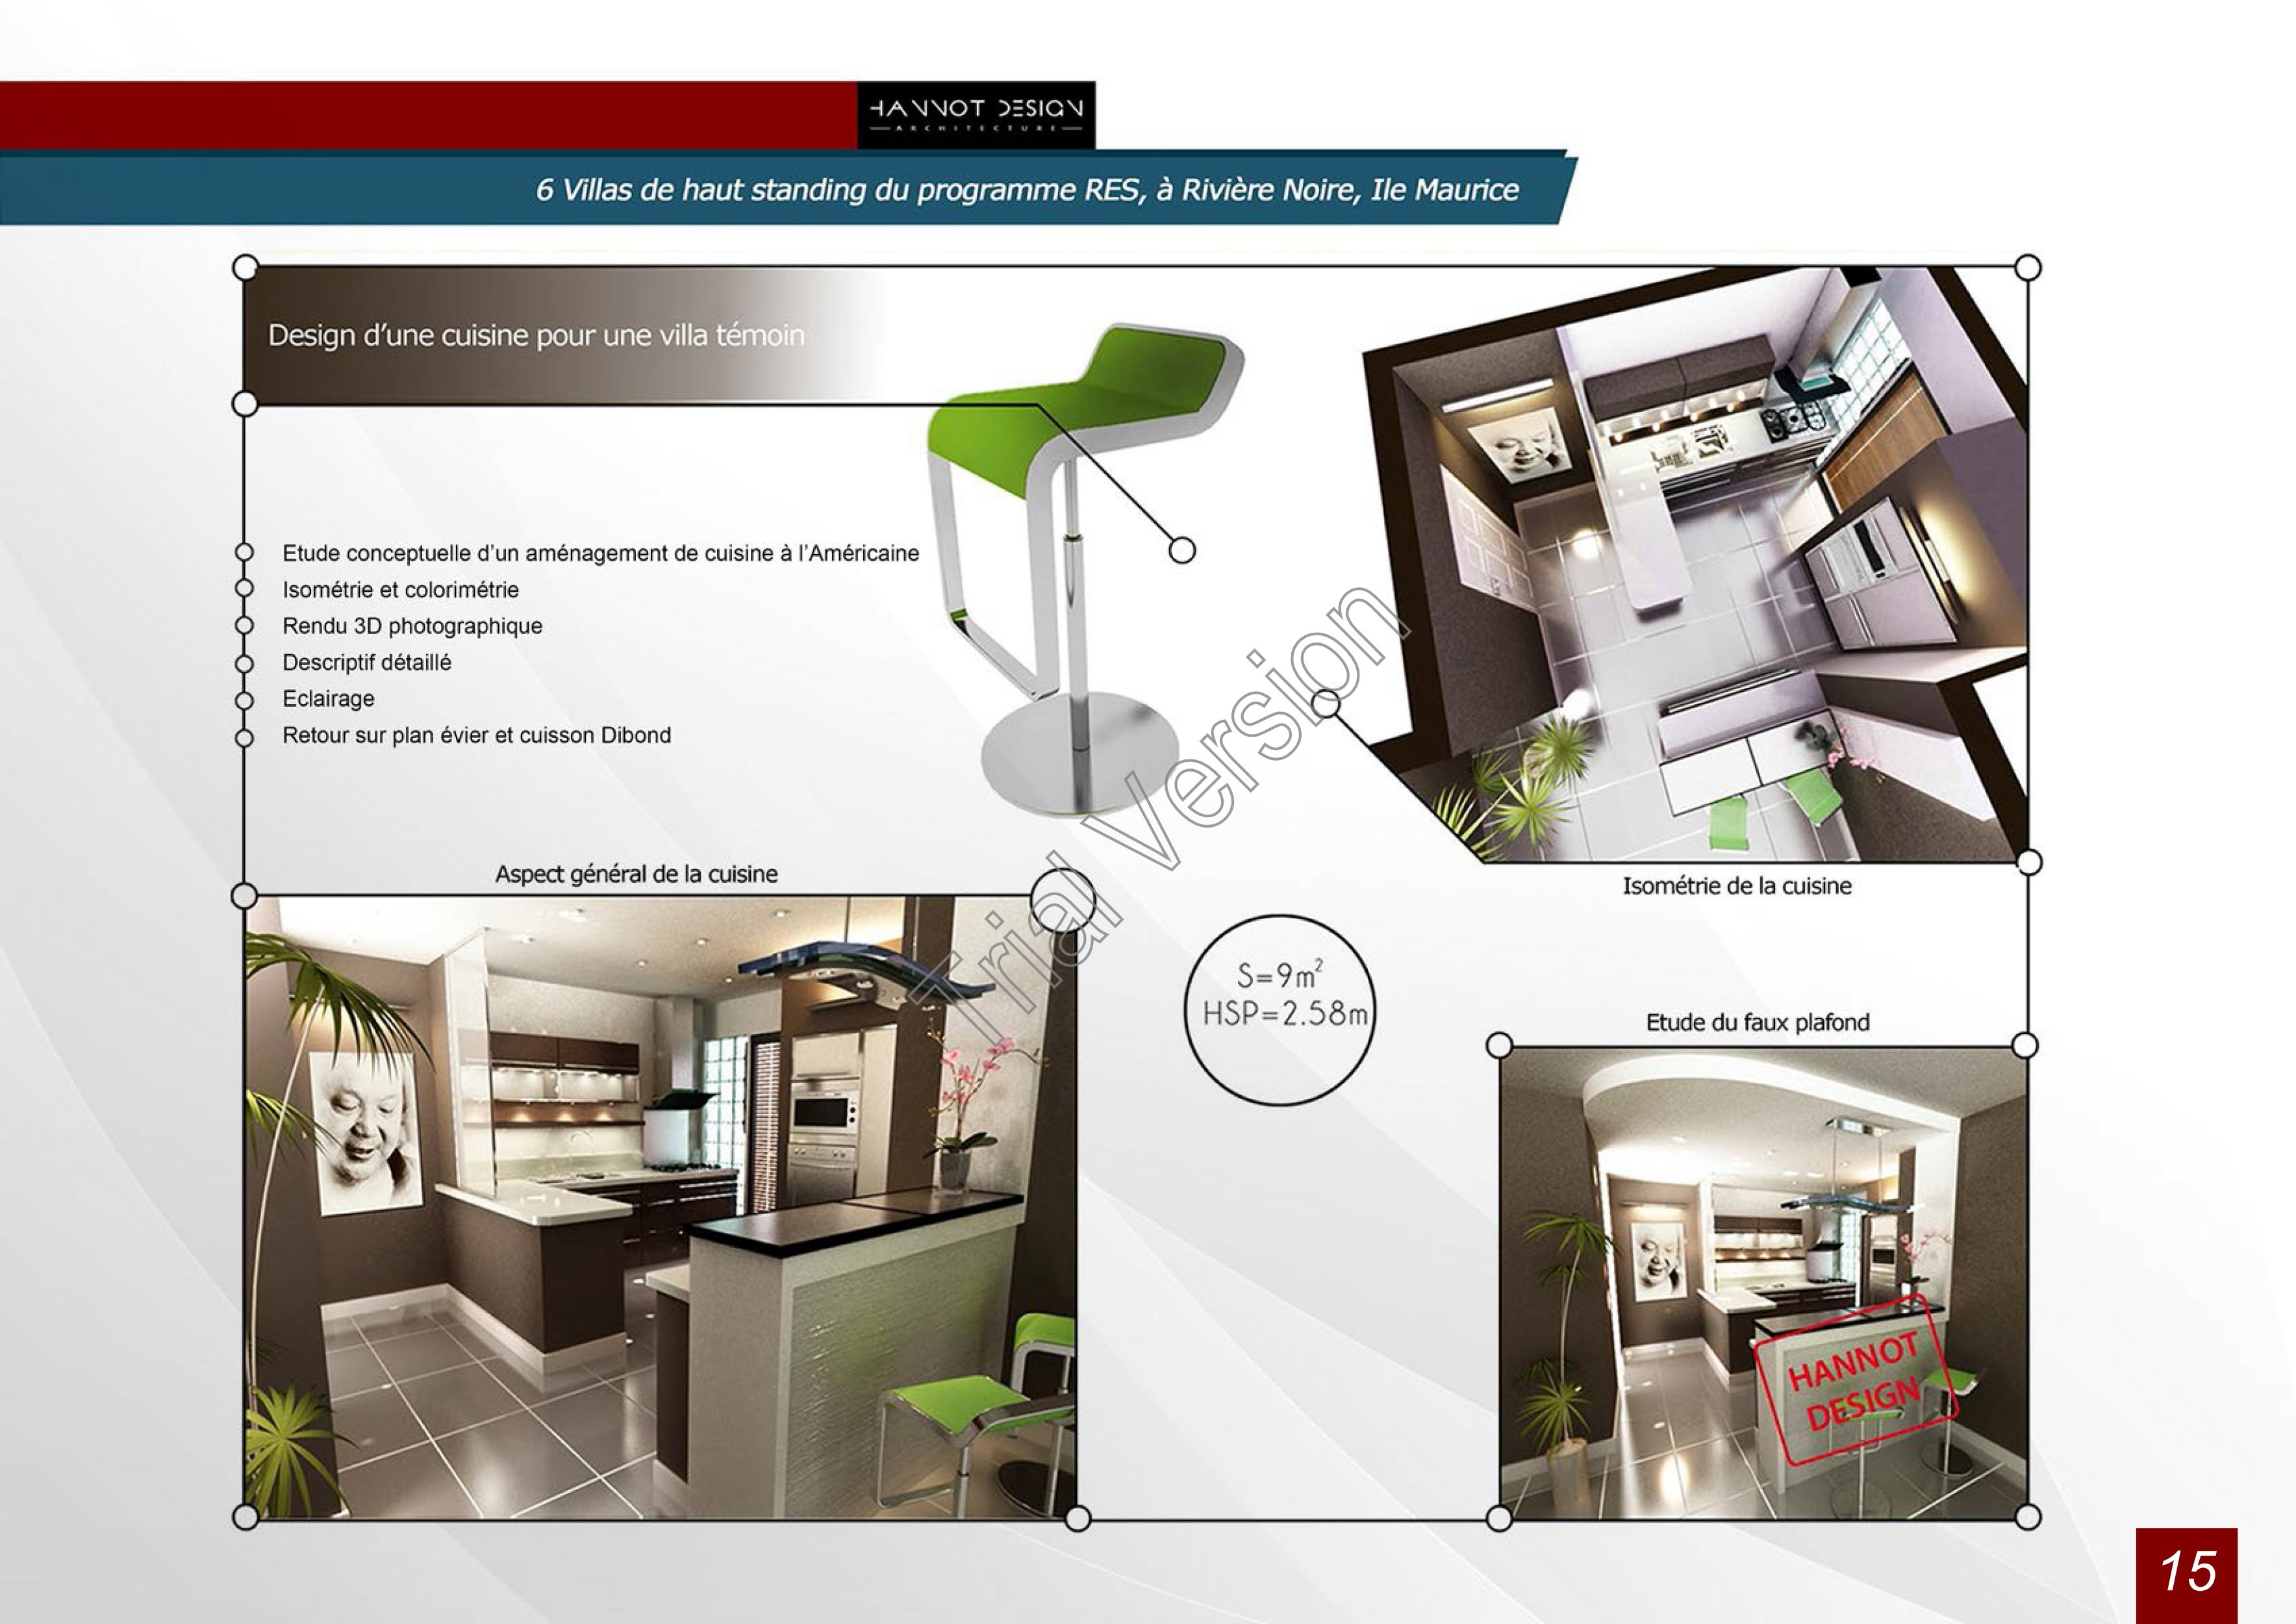 HANNOT DESIGN
ARCHITECTURE
6 Villas de haut standing du programme RES, à Rivière Noire, Ile Maurice
Design d'une cuisine pour une villa témoin
Etude conceptuelle d'un aménagement de cuisine à l'Américaine
Isométrie et colorimétrie
Rendu 3D photographique
Descriptif détaillé
Eclairage
Retour sur plan évier et cuisson Dibond
Isométrie de la cuisine
Aspect général de la cuisine
S=9m²
HSP=2.58m
Etude du faux plafond
HANNOT
DESIGN
Trial Version
15